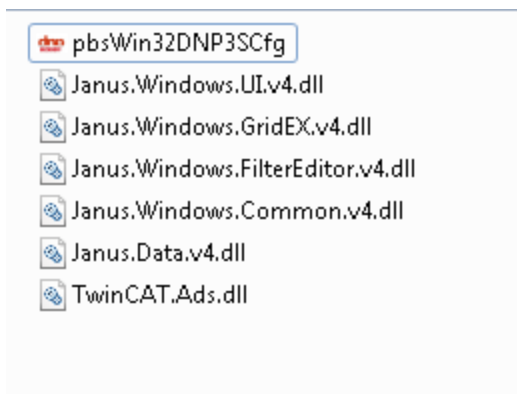 pbsWin32DNP3SCfg
Janus.Windows.UI.v4.dll
Janus.Windows.GridEX.v4.dll
Janus.Windows.FilterEditor.v4.dll
Janus.Windows.Common.v4.dll
Janus.Data.v4.dll
TwinCAT.Ads.dll